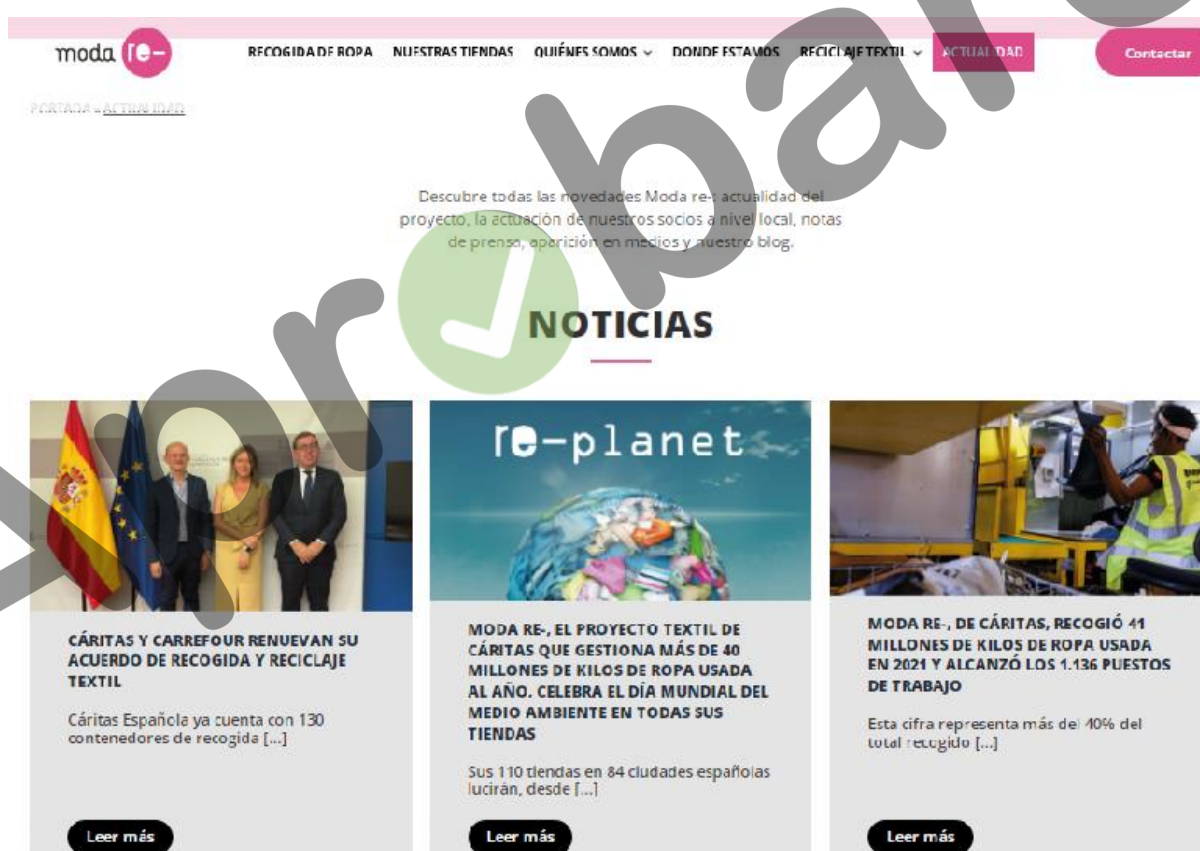 moda re-
RECOGIDA DE ROPA NUESTRAS TIENDAS QUIÉNES SOMOS DONDE ESTAMOS RECICLAJE TEXTIL ACTUALIDAD Contactar
PORTADA - ACTUALIDAD
Descubre todas las novedades Moda re-: actualidad del
proyecto, la actuación de nuestros socios a nivel local, notas
de prensa, aparición en medios y nuestro blog.
NOTICIAS
re-planet
CÁRITAS Y CARREFOUR RENUEVAN SU
ACUERDO DE RECOGIDA Y RECICLAJE
TEXTIL
Cáritas Española ya cuenta con 130
contenedores de recogida [...]
Leer más
MODA RE-, EL PROYECTO TEXTIL DE
CÁRITAS QUE GESTIONA MÁS DE 40
MILLONES DE KILOS DE ROPA USADA
AL AÑO. CELEBRA EL DÍA MUNDIAL DEL
MEDIO AMBIENTE EN TODAS SUS
TIENDAS
Sus 110 tiendas en 84 ciudades españolas
lucirán, desde [...]
Leer más
MODA RE-, DE CÁRITAS, RECOGIÓ 41
MILLONES DE KILOS DE ROPA USADA
EN 2021 Y ALCANZÓ LOS 1.136 PUESTOS
DE TRABAJO
Esta cifra representa más del 40% del
total recogido [...]
Leer más